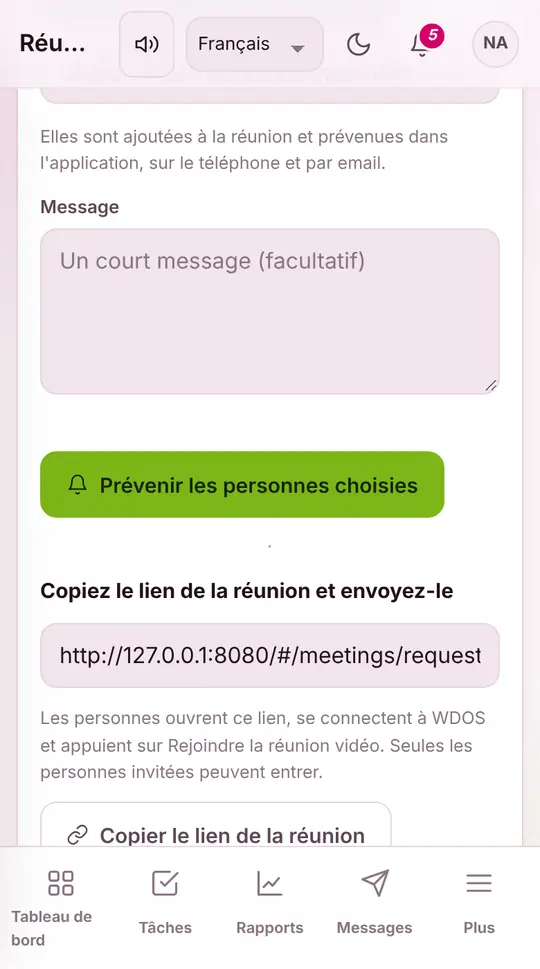 Réu...
Français
5
NA
Elles sont ajoutées à la réunion et prévenues dans
l'application, sur le téléphone et par email.
Message
Un court message (facultatif)
Prévenir les personnes choisies
Copiez le lien de la réunion et envoyez-le
http://127.0.0.1:8080/#/meetings/request
Les personnes ouvrent ce lien, se connectent à WDOS
et appuient sur Rejoindre la réunion vidéo. Seules les
personnes invitées peuvent entrer.
Copier le lien de la réunion
Tableau de
bord
Tâches
Rapports
Messages
Plus